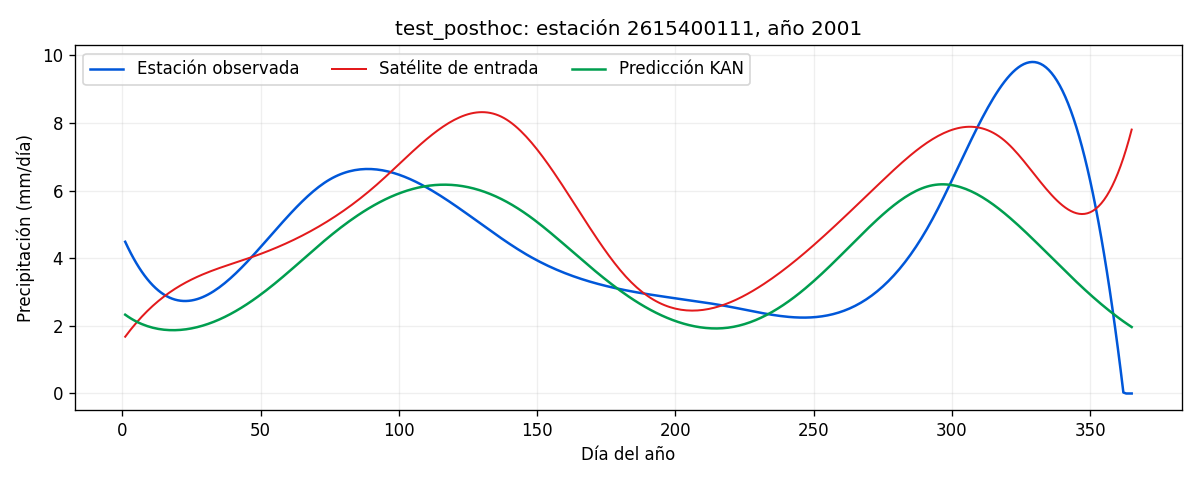 test_posthoc: estación 2615400111, año 2001
Estación observada Satélite de entrada Predicción KAN
Precipitación (mm/día)
10
8
6
4
2
0
0 50 100 150 200 250 300 350
Día del año